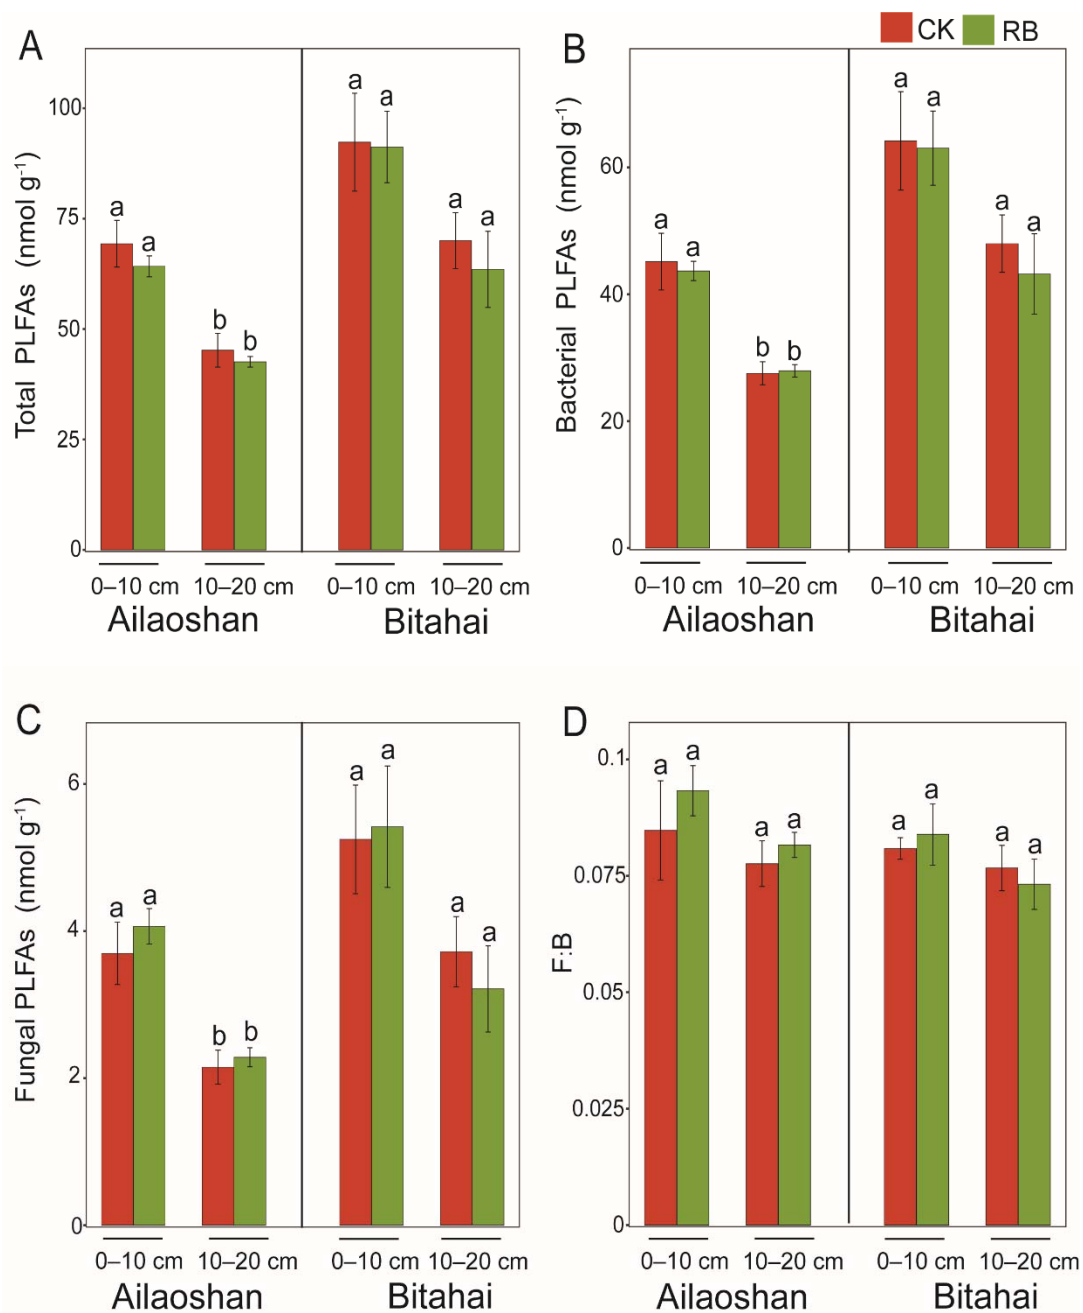 CK RB
A
Total PLFAs (nmol g⁻¹)
100
75
50
25
0
a a b b a a a a
0–10 cm 10–20 cm 0–10 cm 10–20 cm
Ailaoshan Bitahai
B
Bacterial PLFAs (nmol g⁻¹)
60
40
20
0
a a b b a a a a
0–10 cm 10–20 cm 0–10 cm 10–20 cm
Ailaoshan Bitahai
C
Fungal PLFAs (nmol g⁻¹)
6
4
2
0
a a b b a a a a
0–10 cm 10–20 cm 0–10 cm 10–20 cm
Ailaoshan Bitahai
D
F:B
0.1
0.075
0.05
0.025
0
a a a a a a a a
0–10 cm 10–20 cm 0–10 cm 10–20 cm
Ailaoshan Bitahai